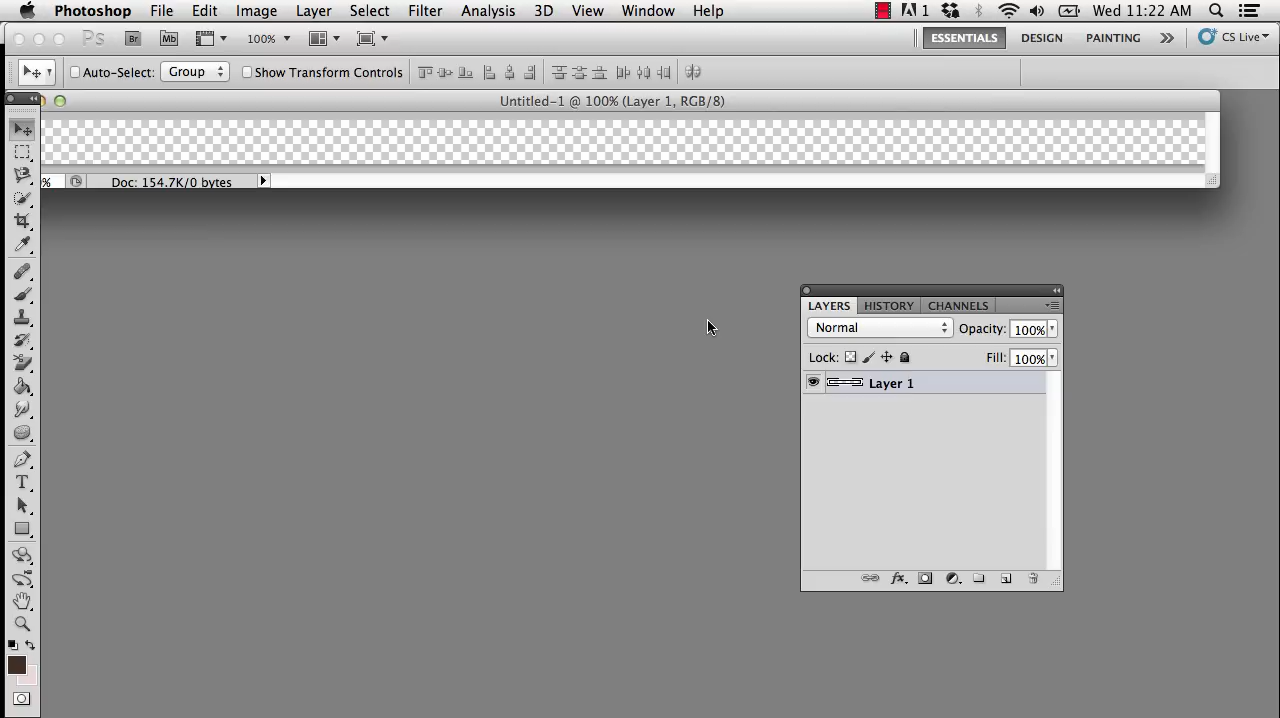 Photoshop File Edit Image Layer Select Filter Analysis 3D View Window Help 1 Wed 11:22 AM
Ps Br Mb 100% ESSENTIALS DESIGN PAINTING CS Live
Auto-Select: Group Show Transform Controls
Untitled-1 @ 100% (Layer 1, RGB/8)
% Doc: 154.7K/0 bytes
LAYERS HISTORY CHANNELS
Normal Opacity: 100%
Lock: Fill: 100%
Layer 1
fx
T